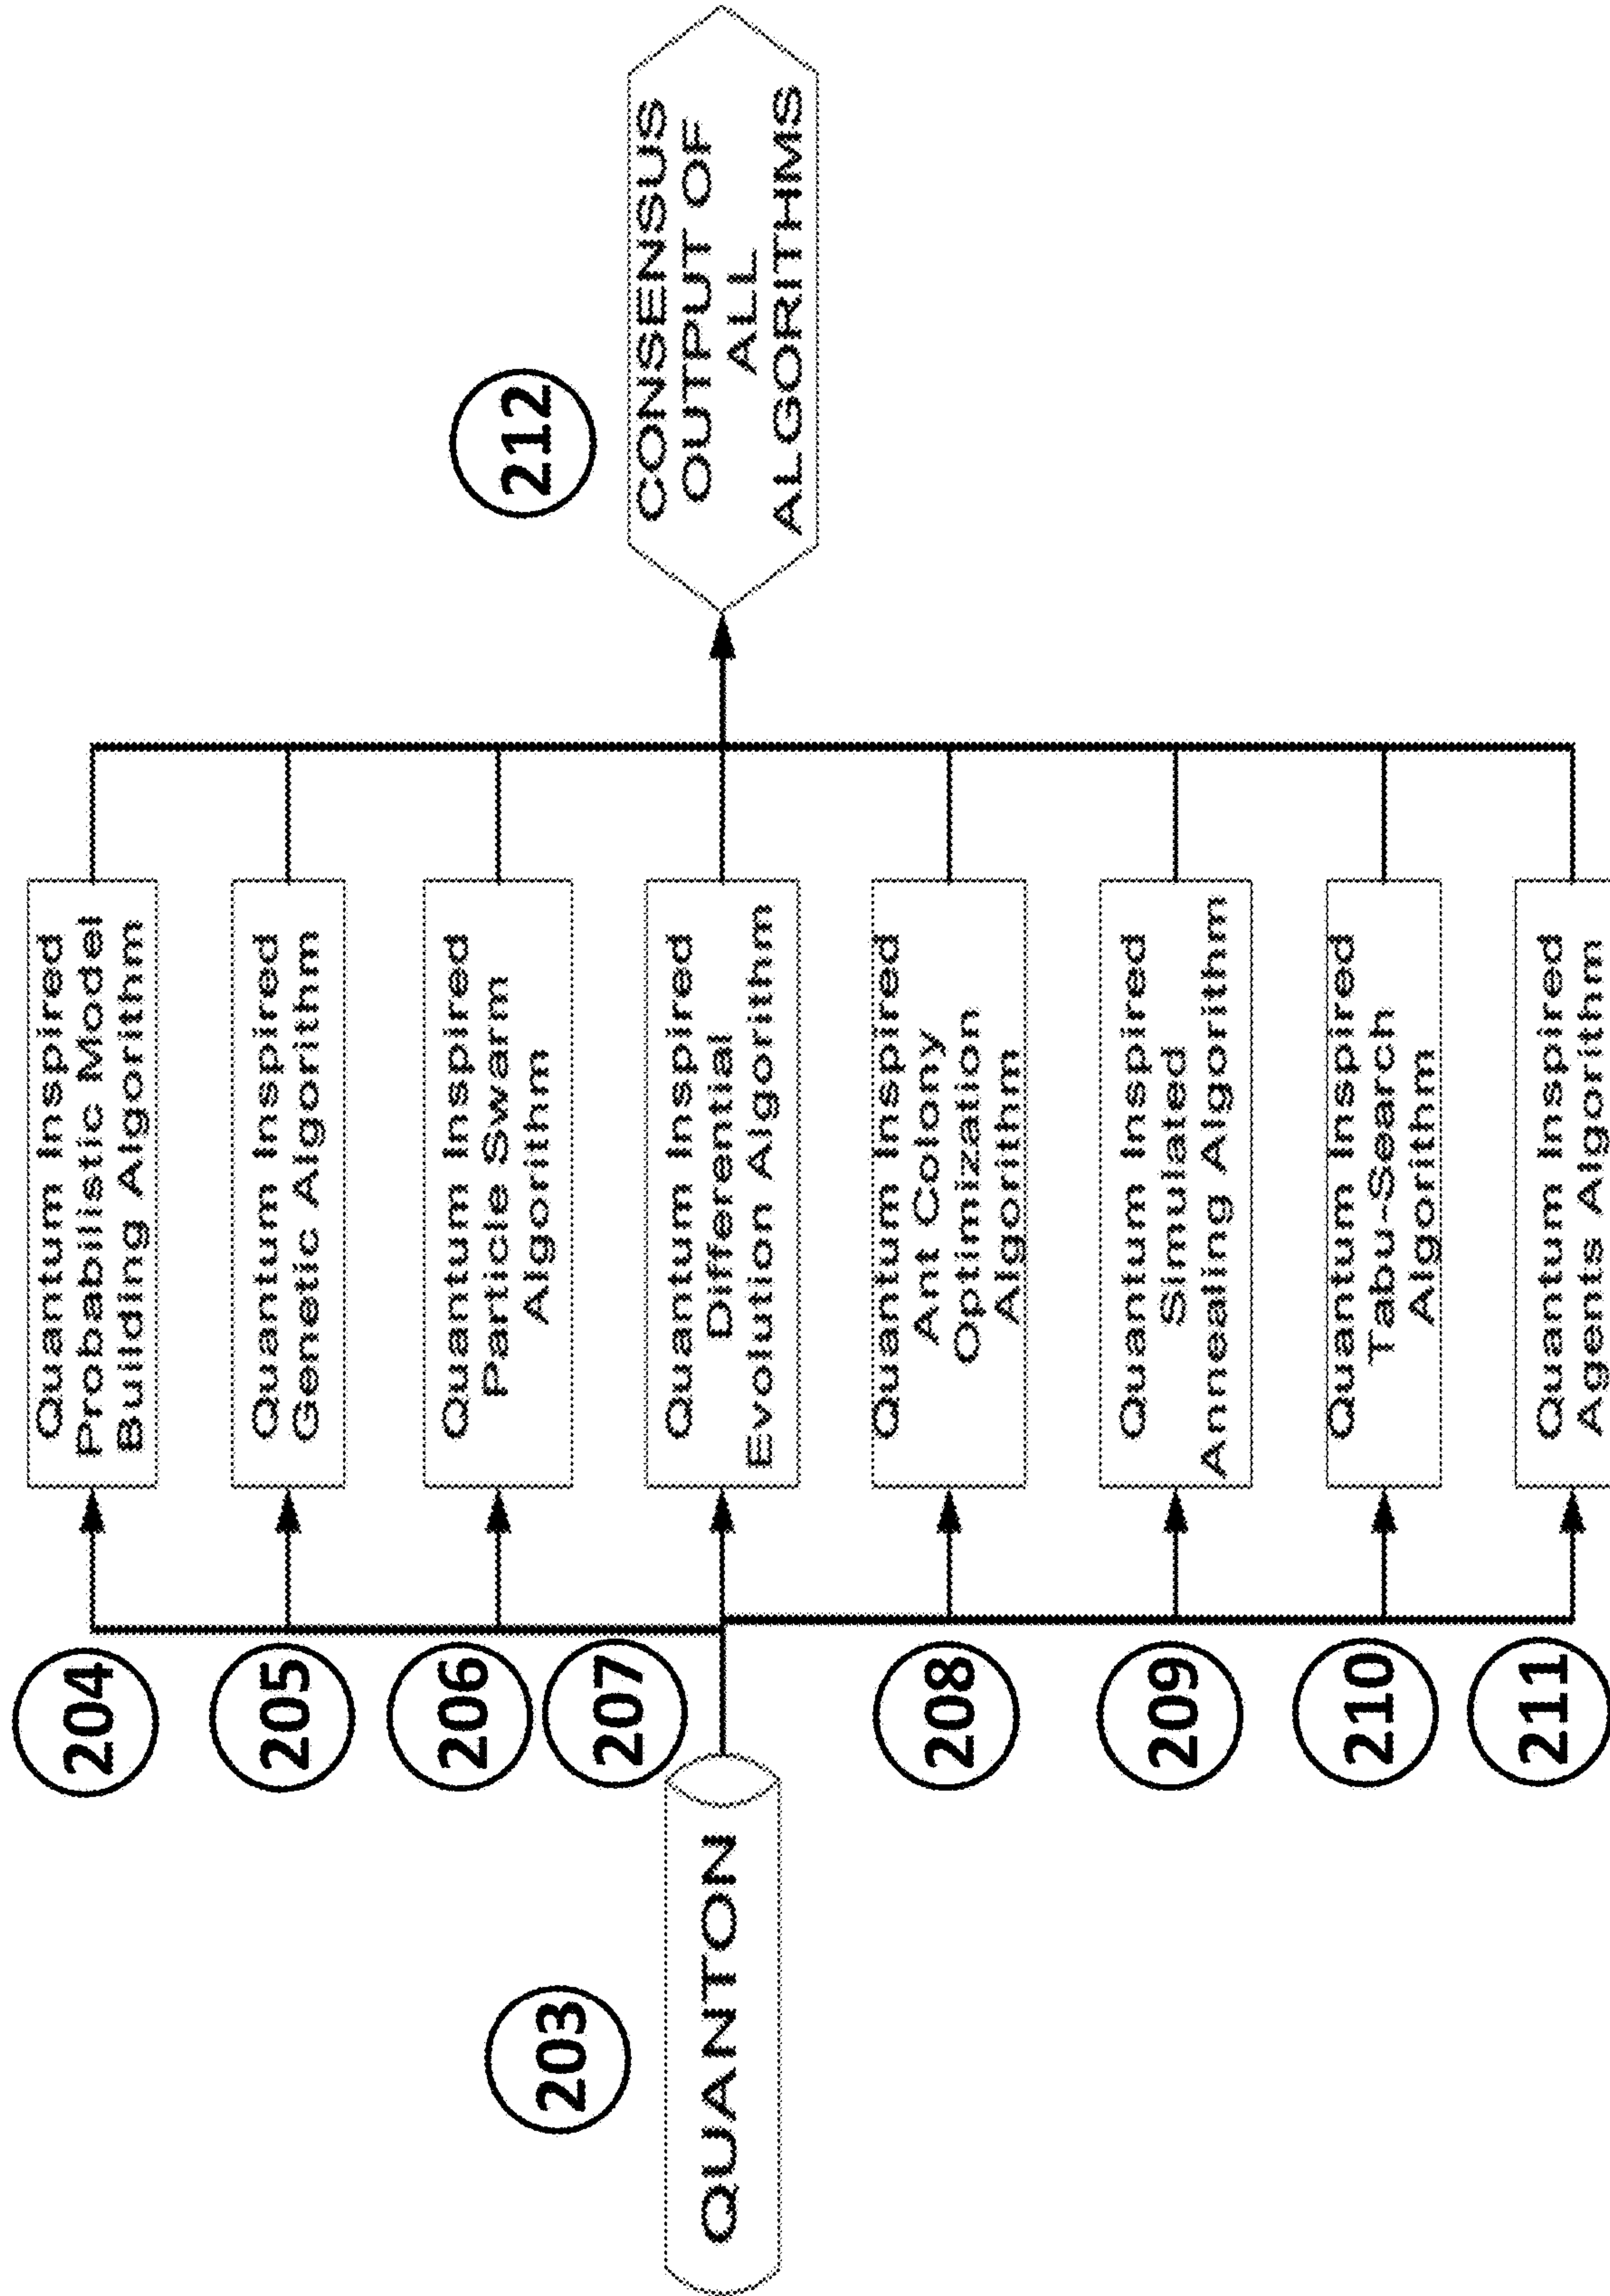 203
QUANTON
204
Quantum Inspired
Probabilistic Model
Building Algorithm
205
Quantum Inspired
Genetic Algorithm
206
Quantum Inspired
Particle Swarm
Algorithm
207
Quantum Inspired
Differential
Evolution Algorithm
208
Quantum Inspired
Ant Colony
Optimization
Algorithm
209
Quantum Inspired
Simulated
Annealing Algorithm
210
Quantum Inspired
Tabu-Search
Algorithm
211
Quantum Inspired
Agents Algorithm
212
CONSENSUS
OUTPUT OF
ALL
ALGORITHMS